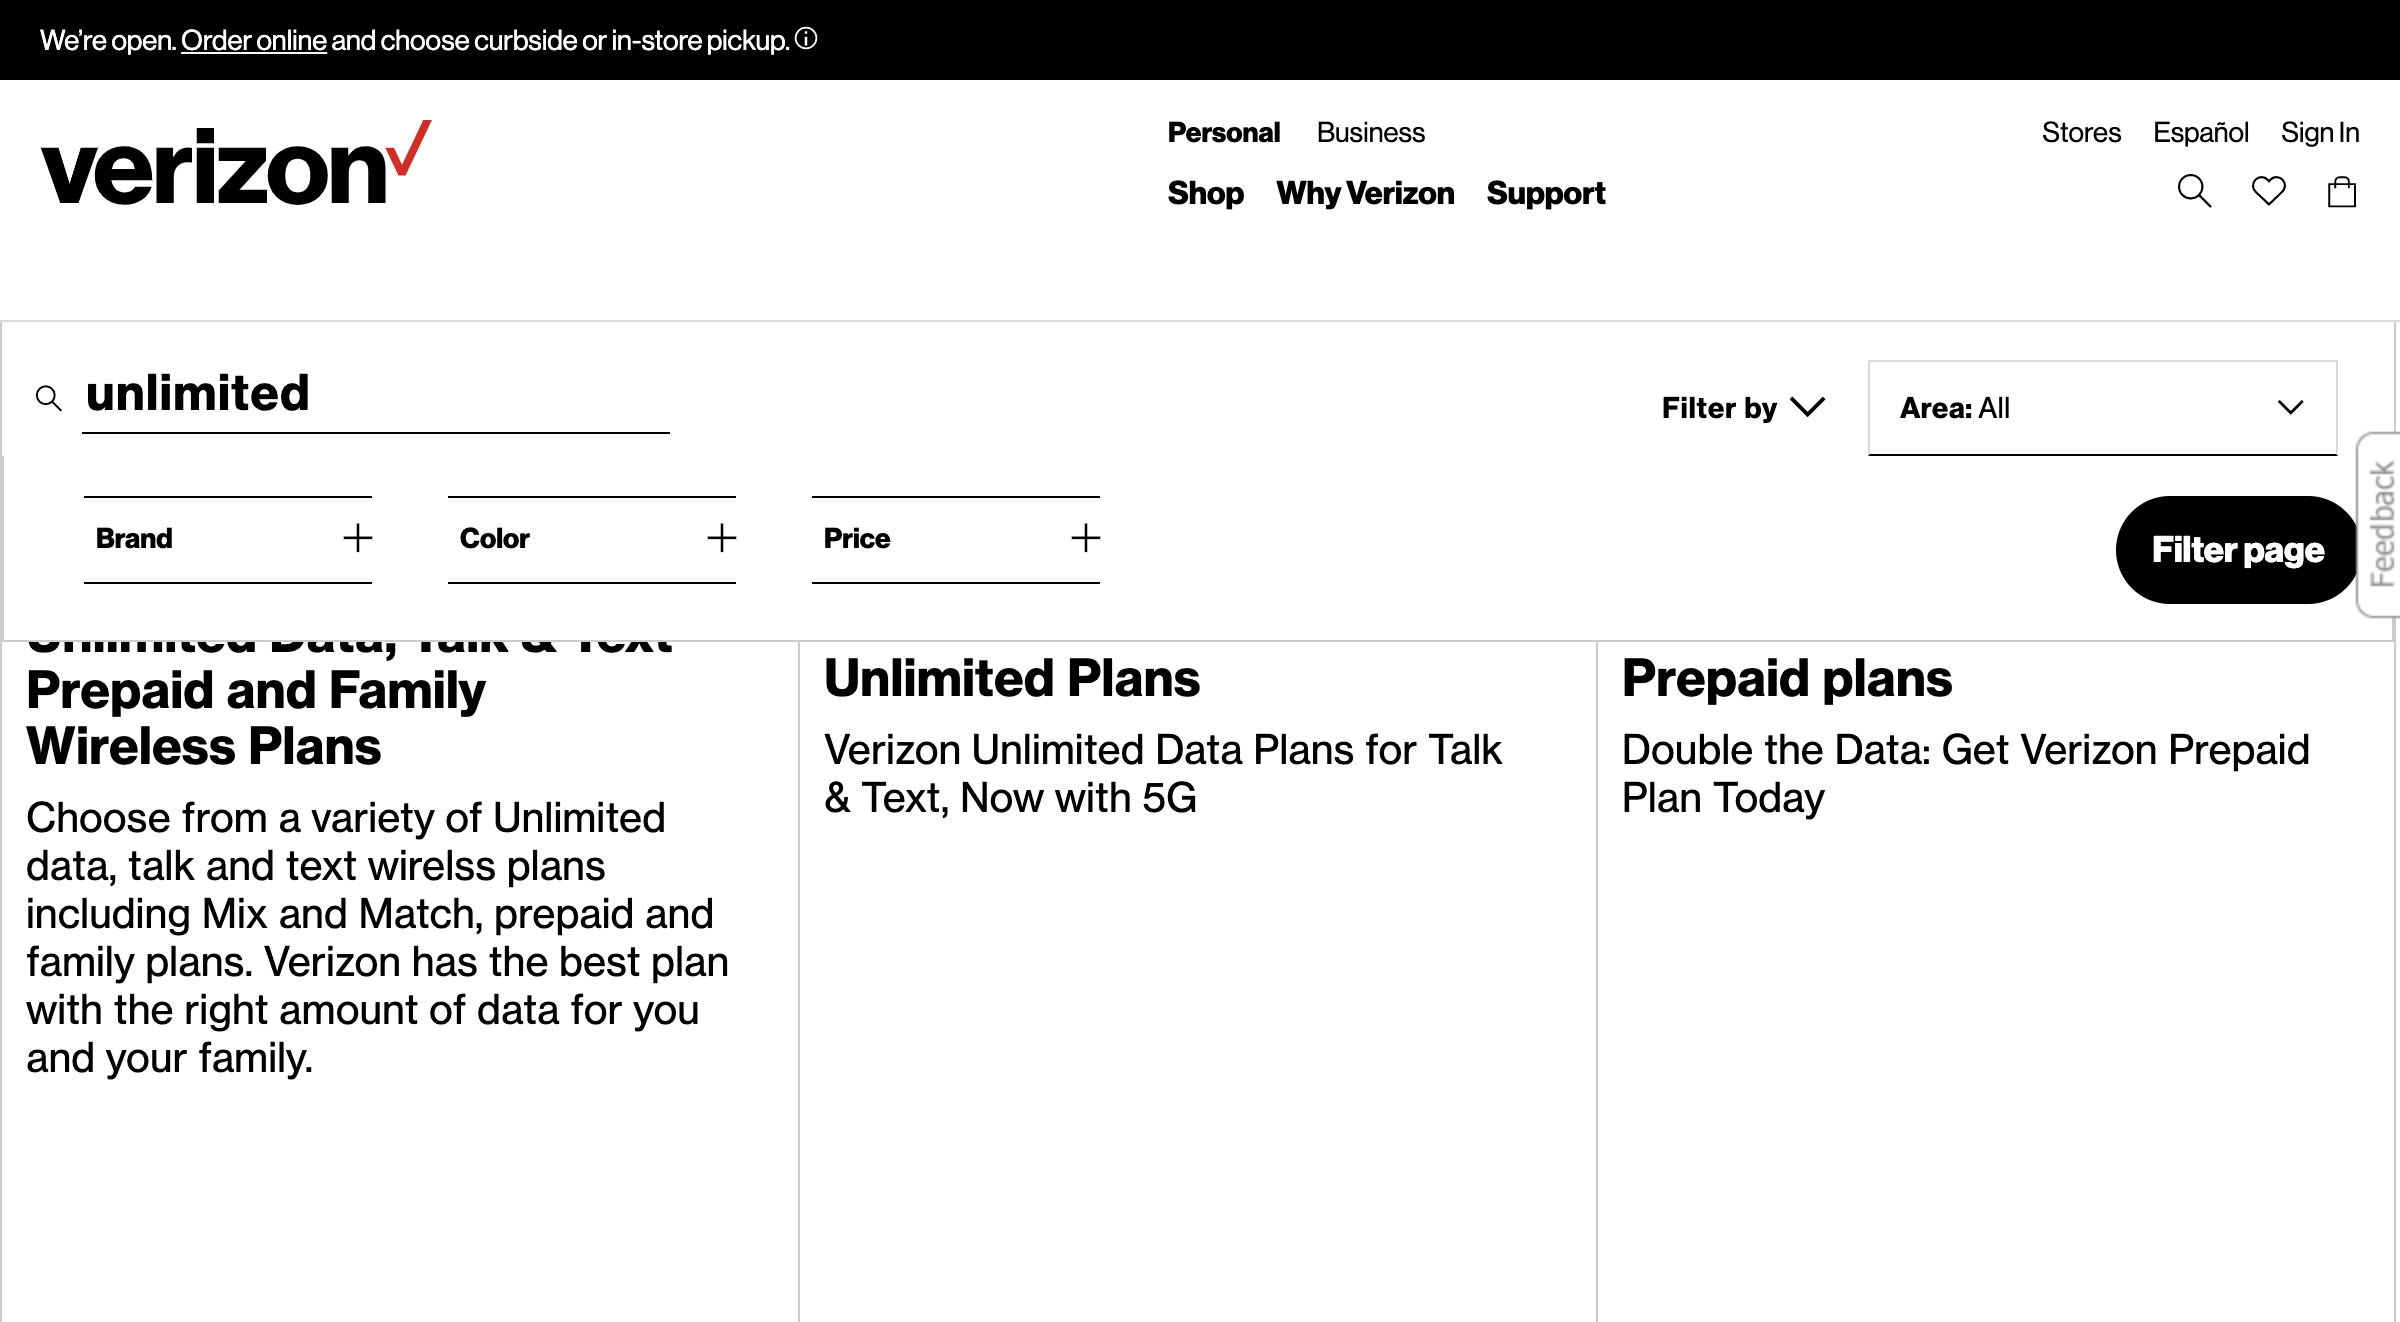 We're open. Order online and choose curbside or in-store pickup.
verizon
Personal Business
Stores Español Sign In
Shop Why Verizon Support
unlimited
Filter by
Area: All
Feedback
Brand
Color
Price
Filter page
Unlimited Data, Talk & Text
Prepaid and Family
Wireless Plans
Choose from a variety of Unlimited
data, talk and text wirelss plans
including Mix and Match, prepaid and
family plans. Verizon has the best plan
with the right amount of data for you
and your family.
Unlimited Plans
Verizon Unlimited Data Plans for Talk
& Text, Now with 5G
Prepaid plans
Double the Data: Get Verizon Prepaid
Plan Today